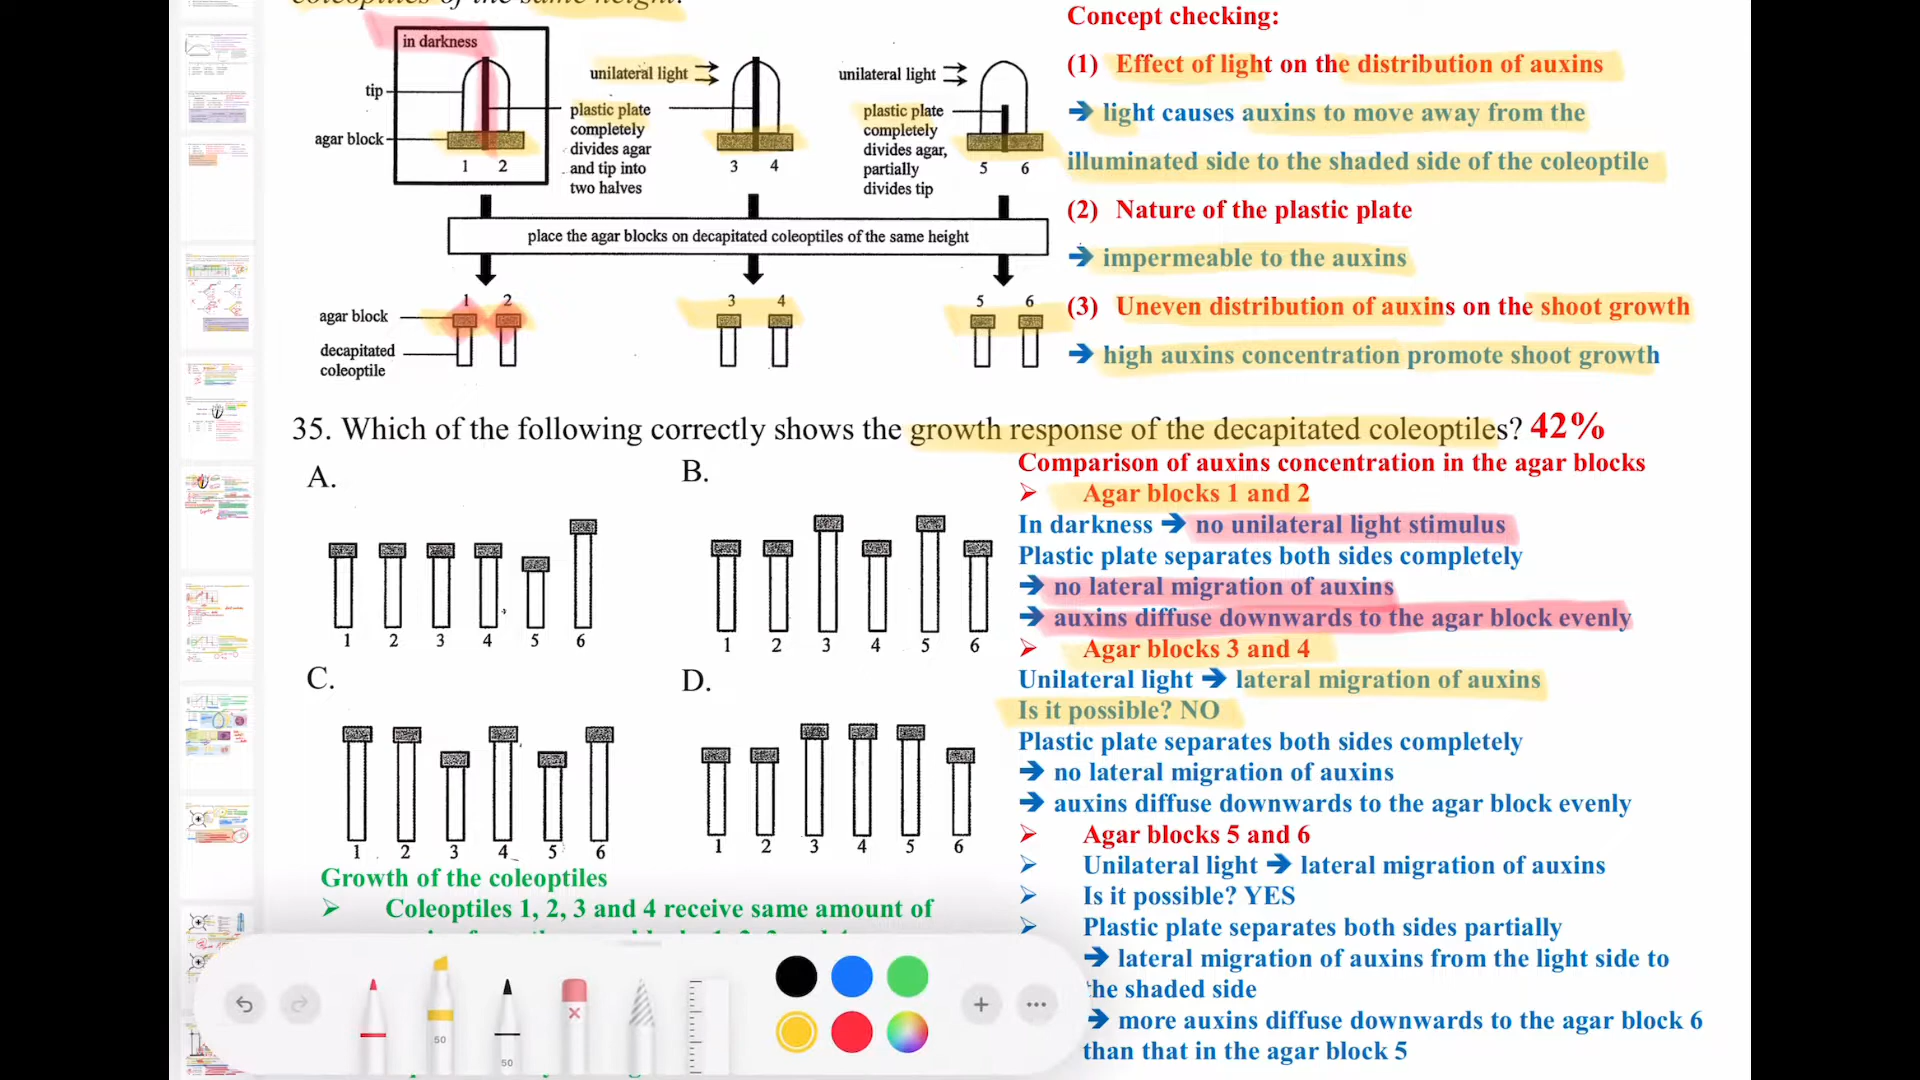 coleoptiles of the same height.
in darkness
tip
agar block
1 2
plastic plate
completely
divides agar
and tip into
two halves
unilateral light
3 4
unilateral light
plastic plate
completely
divides agar,
partially
divides tip
5 6
place the agar blocks on decapitated coleoptiles of the same height
1 2 3 4 5 6
agar block
decapitated
coleoptile
Concept checking:
(1) Effect of light on the distribution of auxins
➔ light causes auxins to move away from the
illuminated side to the shaded side of the coleoptile
(2) Nature of the plastic plate
➔ impermeable to the auxins
(3) Uneven distribution of auxins on the shoot growth
➔ high auxins concentration promote shoot growth
35. Which of the following correctly shows the growth response of the decapitated coleoptiles? 42%
A.
1 2 3 4 5 6
B.
1 2 3 4 5 6
C.
1 2 3 4 5 6
D.
1 2 3 4 5 6
Growth of the coleoptiles
➢ Coleoptiles 1, 2, 3 and 4 receive same amount of
Comparison of auxins concentration in the agar blocks
➢ Agar blocks 1 and 2
In darkness ➔ no unilateral light stimulus
Plastic plate separates both sides completely
➔ no lateral migration of auxins
➔ auxins diffuse downwards to the agar block evenly
➢ Agar blocks 3 and 4
Unilateral light ➔ lateral migration of auxins
Is it possible? NO
Plastic plate separates both sides completely
➔ no lateral migration of auxins
➔ auxins diffuse downwards to the agar block evenly
➢ Agar blocks 5 and 6
➢ Unilateral light ➔ lateral migration of auxins
➢ Is it possible? YES
➢ Plastic plate separates both sides partially
➔ lateral migration of auxins from the light side to
the shaded side
➔ more auxins diffuse downwards to the agar block 6
than that in the agar block 5
50
50